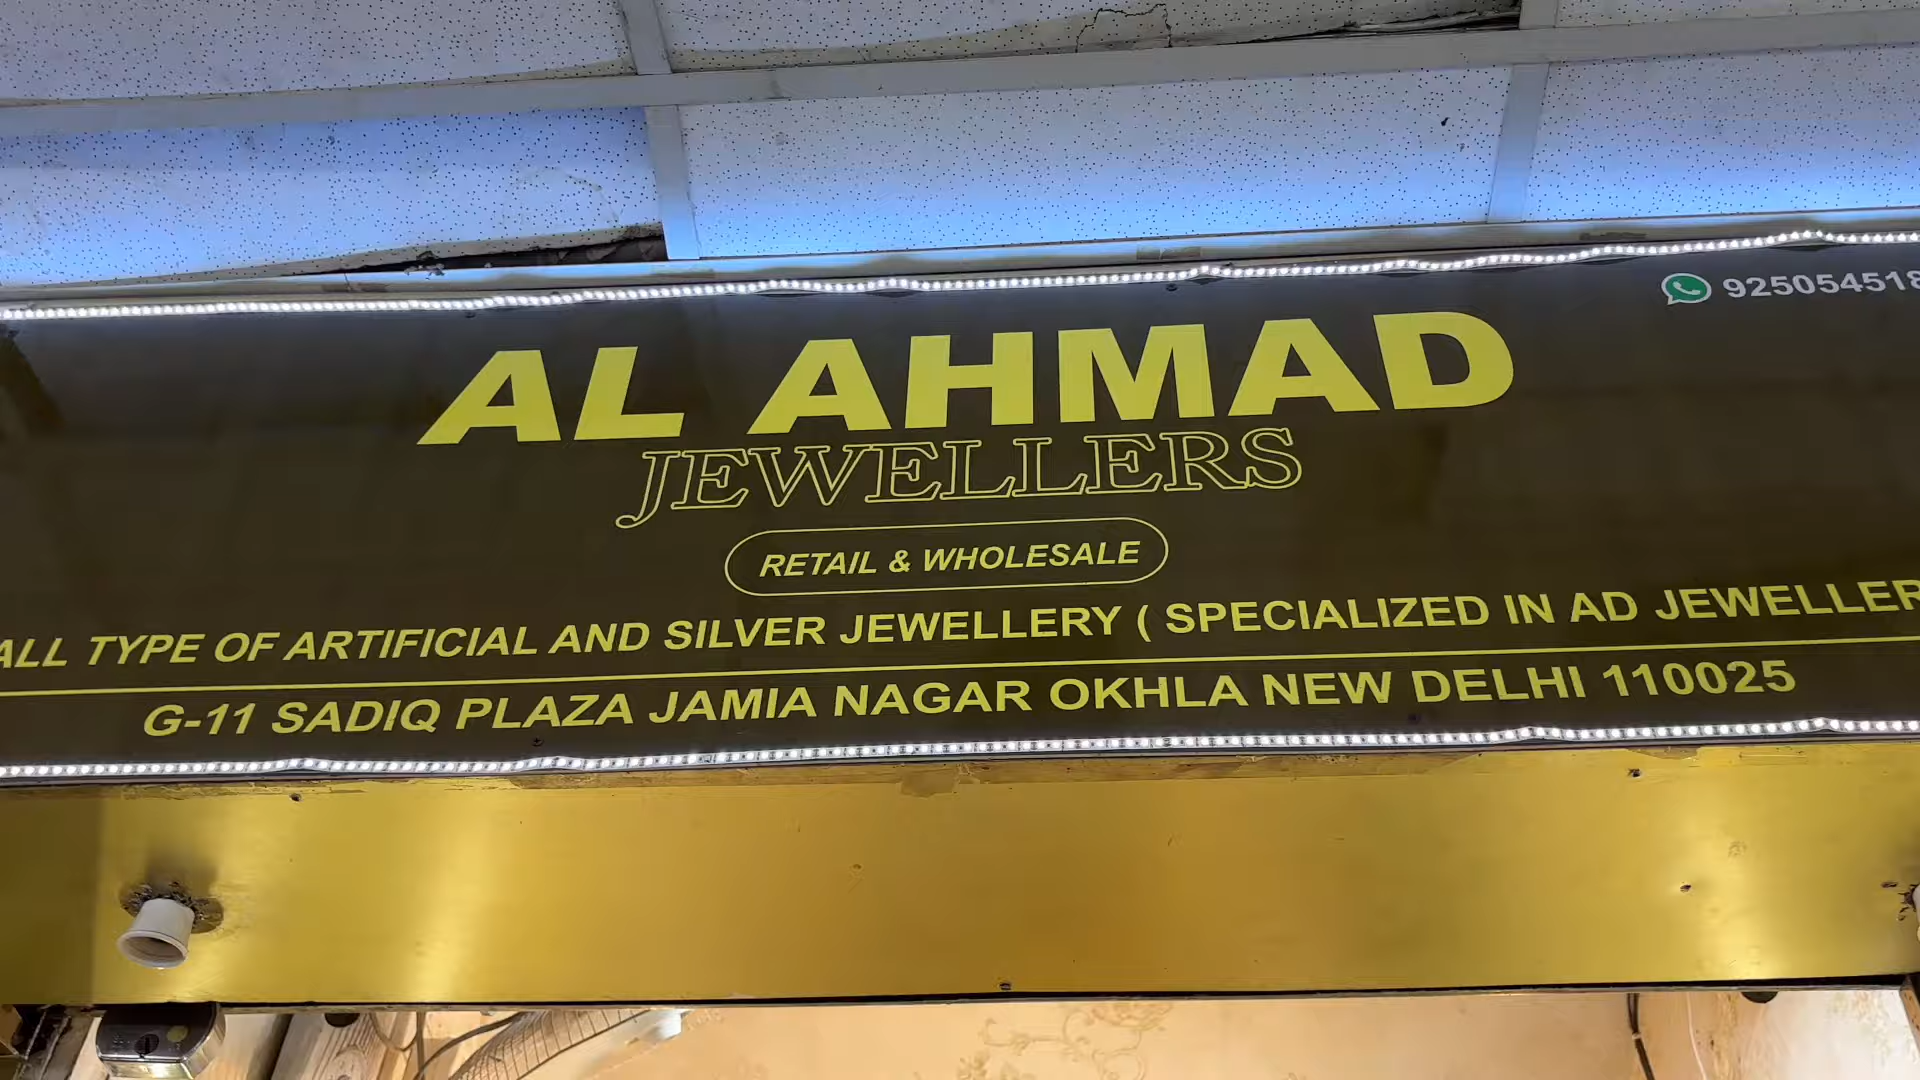 925054518
AL AHMAD
JEWELLERS
RETAIL & WHOLESALE
ALL TYPE OF ARTIFICIAL AND SILVER JEWELLERY ( SPECIALIZED IN AD JEWELLER
G-11 SADIQ PLAZA JAMIA NAGAR OKHLA NEW DELHI 110025